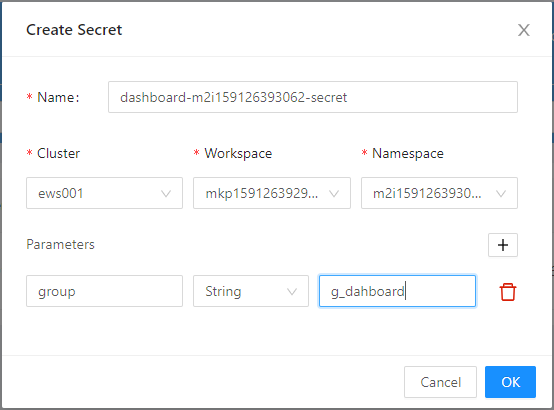 Create Secret
* Name: dashboard-m2i159126393062-secret
* Cluster * Workspace * Namespace
ews001 mkp1591263929... m2i1591263930...
Parameters
group String g_dahboard
Cancel OK